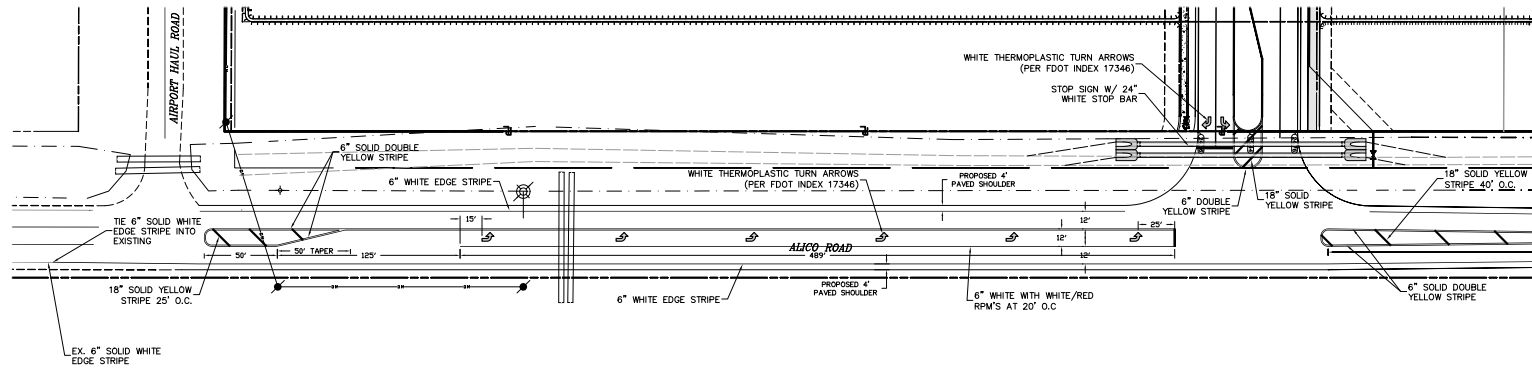 AIRPORT HAUL ROAD
WHITE THERMOPLASTIC TURN ARROWS
(PER FDOT INDEX 17346)
STOP SIGN W/ 24"
WHITE STOP BAR
6" SOLID DOUBLE
YELLOW STRIPE
6" WHITE EDGE STRIPE
WHITE THERMOPLASTIC TURN ARROWS
(PER FDOT INDEX 17346)
PROPOSED 4'
PAVED SHOULDER
6" DOUBLE
YELLOW STRIPE
18" SOLID
YELLOW STRIPE
18" SOLID YELLOW
STRIPE 40' O.C.
TIE 6" SOLID WHITE
EDGE STRIPE INTO
EXISTING
15'
12'
25'
12'
ALICO ROAD
50'
50' TAPER
125'
489'
12'
18" SOLID YELLOW
STRIPE 25' O.C.
6" WHITE EDGE STRIPE
PROPOSED 4'
PAVED SHOULDER
6" WHITE WITH WHITE/RED
RPM'S AT 20' O.C
6" SOLID DOUBLE
YELLOW STRIPE
EX. 6" SOLID WHITE
EDGE STRIPE